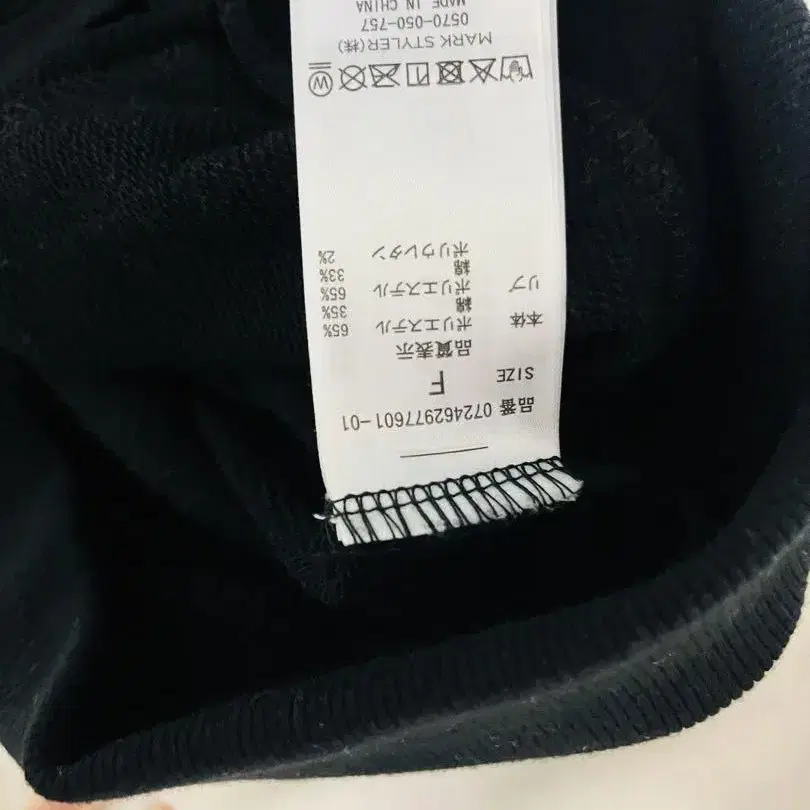 品番 072462977601-01
SIZE F
品質表示
本体 ポリエステル 65%
綿 35%
リブ ポリエステル 65%
綿 33%
ポリウレタン 2%
W
MARK STYLER(株)
0570-050-757
MADE IN CHINA